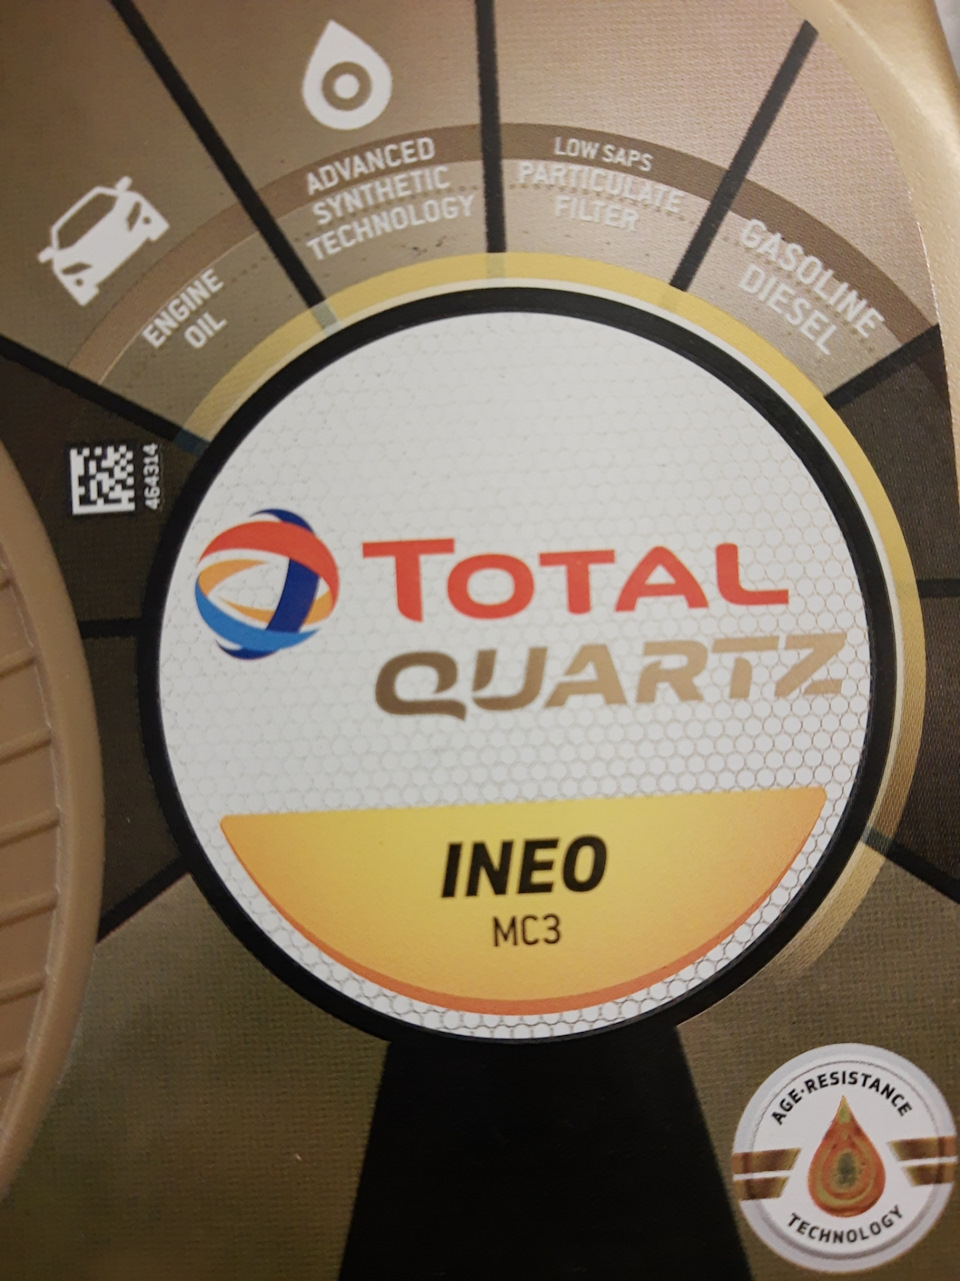 ENGINE
OIL
ADVANCED
SYNTHETIC
TECHNOLOGY
LOW SAPS
PARTICULATE
FILTER
GASOLINE
DIESEL
464314
TOTAL
QUARTZ
INEO
MC3
AGE-RESISTANCE
TECHNOLOGY